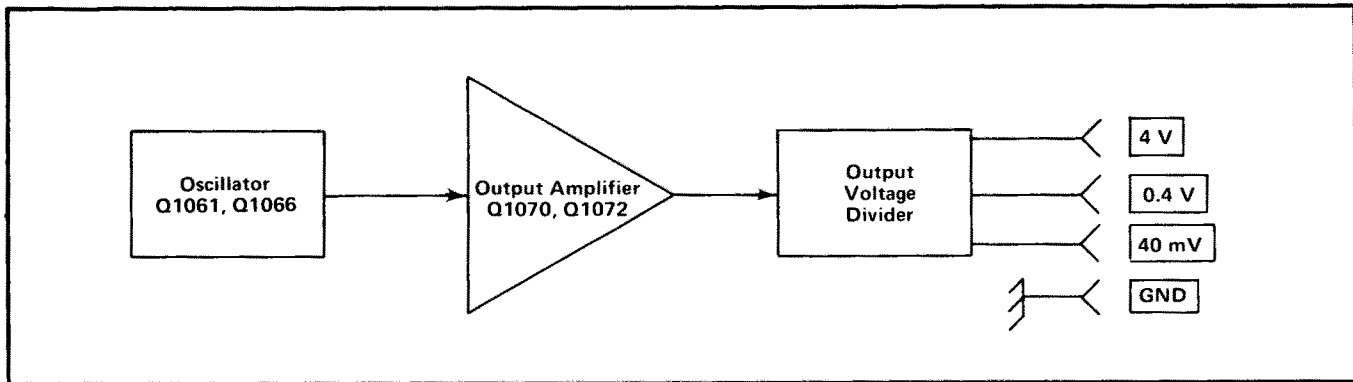 Oscillator
Q1061, Q1066
Output Amplifier
Q1070, Q1072
Output
Voltage
Divider
4 V
0.4 V
40 mV
GND